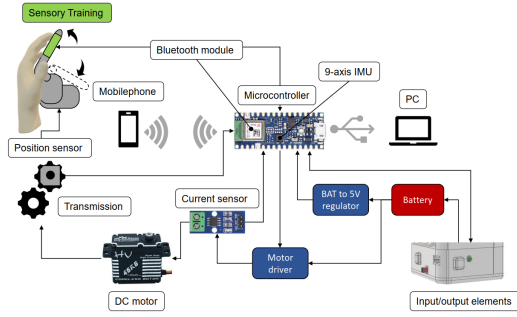 Sensory Training
Bluetooth module
9-axis IMU
Mobilephone
Microcontroller
PC
Position sensor
Current sensor
BAT to 5V
regulator
Battery
Transmission
Motor
driver
HV
DC motor
Input/output elements